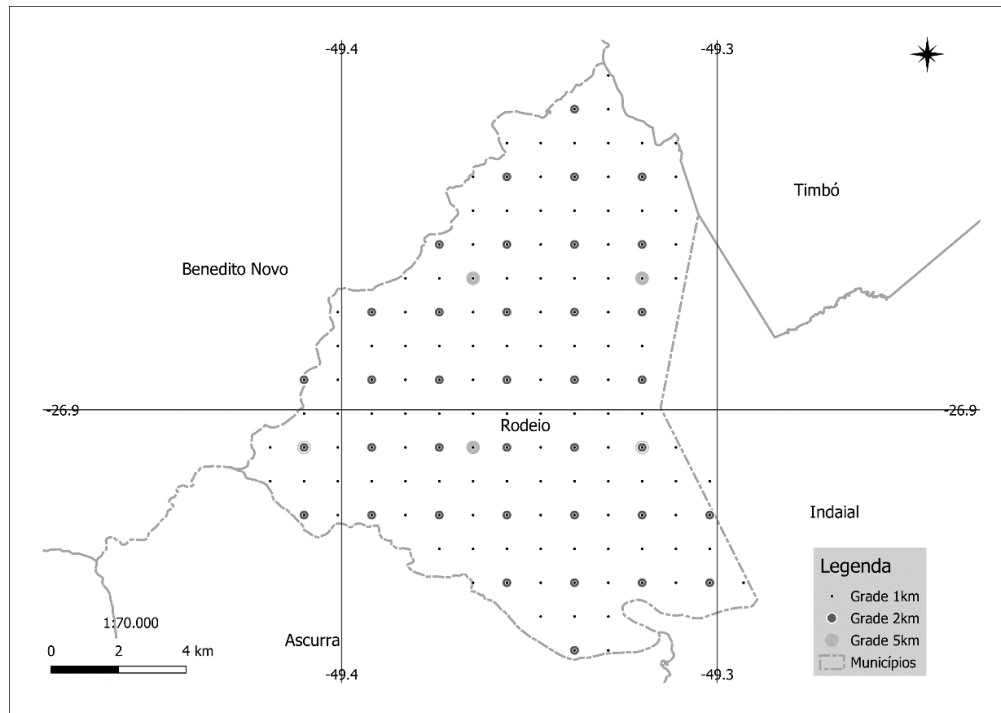 -49.4
-49.3
Timbó
Benedito Novo
-26.9
-26.9
Rodeio
Indaial
Legenda
Grade 1km
Grade 2km
Grade 5km
Municípios
1:70.000
Ascurra
0 2 4 km
-49.4
-49.3